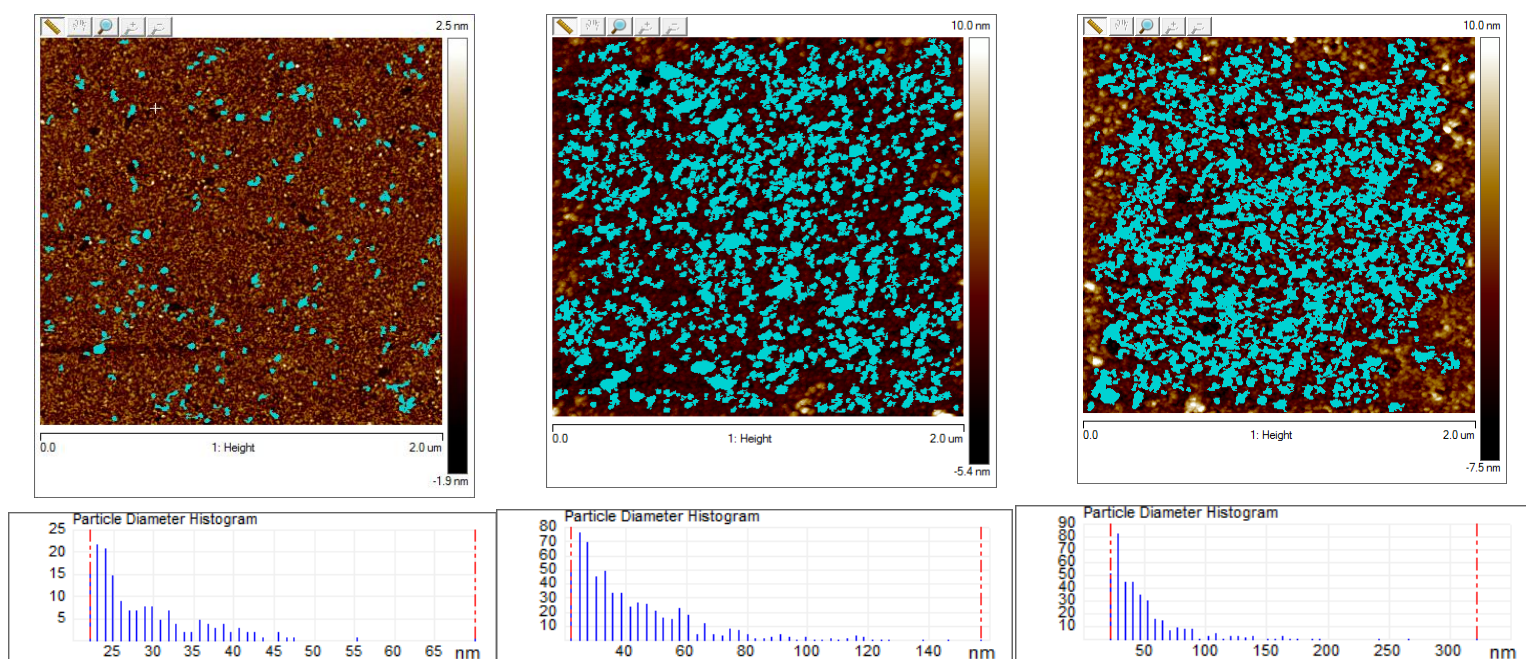 2.5 nm
0.0 1: Height 2.0 um
-1.9 nm
10.0 nm
0.0 1: Height 2.0 um
-5.4 nm
10.0 nm
0.0 1: Height 2.0 um
-7.5 nm
Particle Diameter Histogram
25
20
15
10
5
25 30 35 40 45 50 55 60 65 nm
Particle Diameter Histogram
80
70
60
50
40
30
20
10
40 60 80 100 120 140 nm
Particle Diameter Histogram
90
80
70
60
50
40
30
20
10
50 100 150 200 250 300 nm